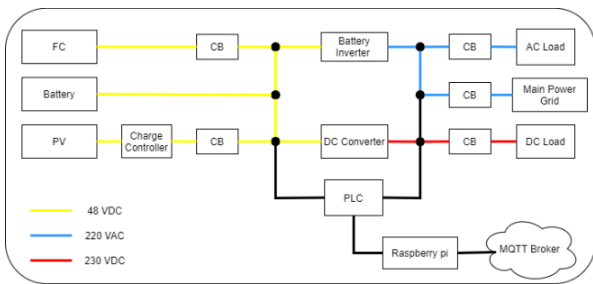 FC
CB
Battery
Inverter
CB
AC Load
Battery
CB
Main Power
Grid
PV
Charge
Controller
CB
DC Converter
CB
DC Load
PLC
48 VDC
220 VAC
230 VDC
Raspberry pi
MQTT Broker